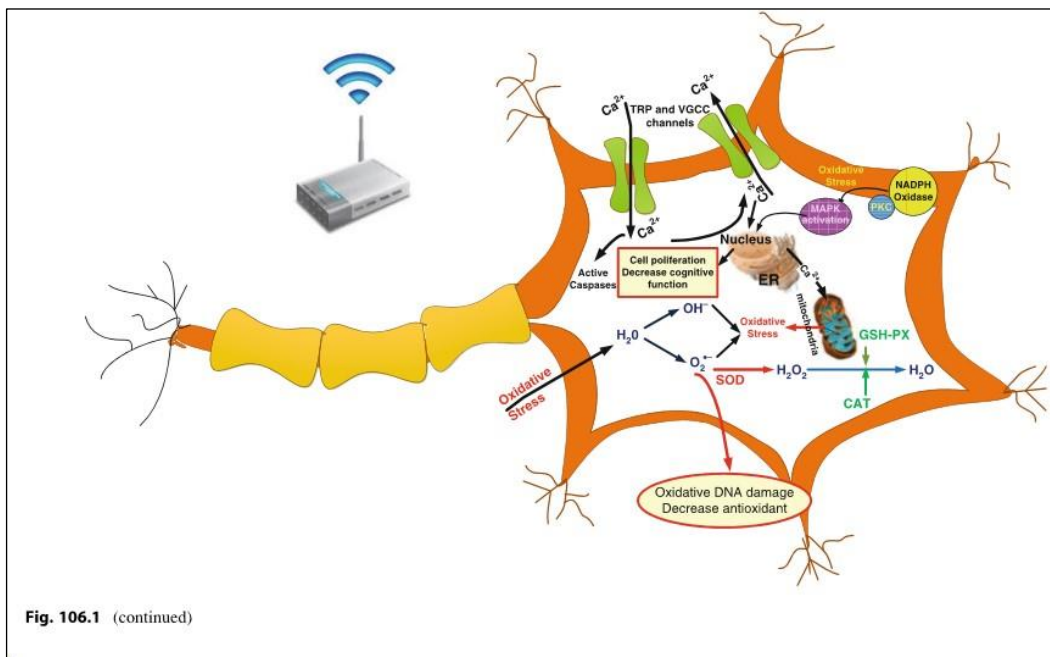 Ca2+
TRP and VGCC
channels
Ca2+
Ca2+
Ca2+
Oxidative
Stress
NADPH
Oxidase
PKC
MAPK
activation
Active
Caspases
Cell poliferation
Decrease cognitive
function
Nucleus
ER
Ca2+
mitochondria
Oxidative
Stress
H20
OH−
O2•−
Oxidative
Stress
SOD
H2O2
GSH-PX
CAT
H2O
Oxidative DNA damage
Decrease antioxidant
Fig. 106.1 (continued)